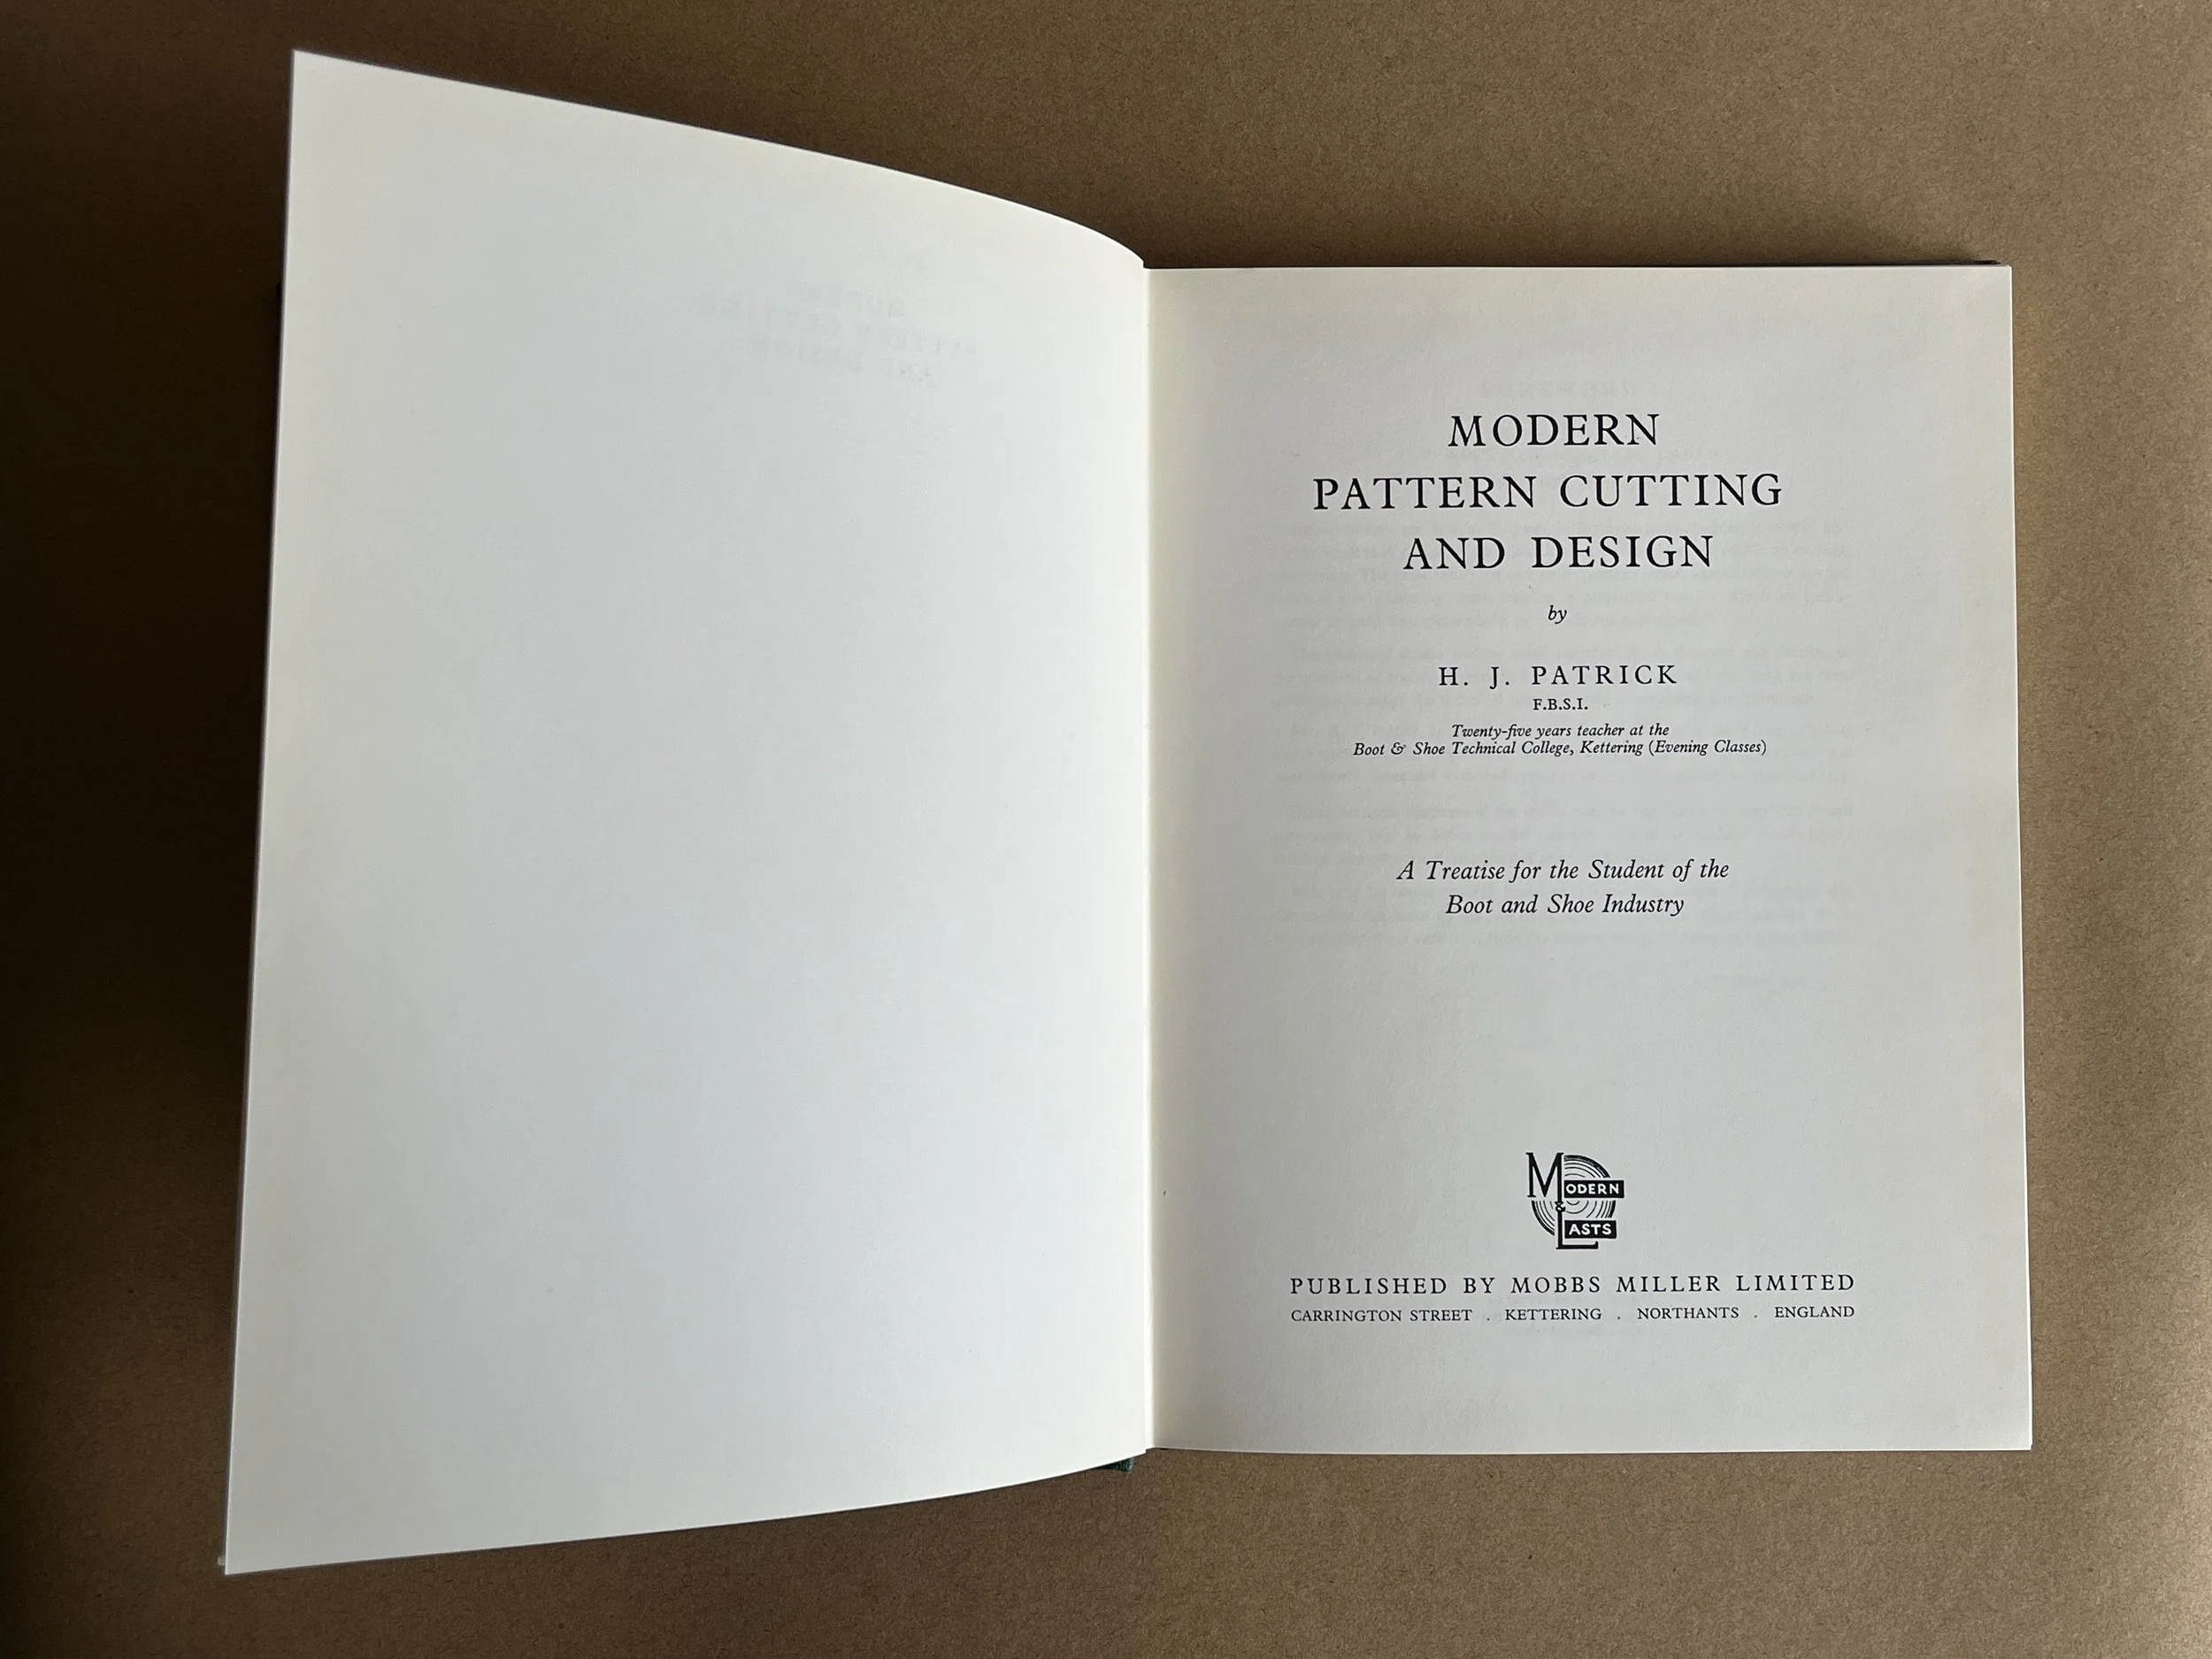 MODERN
PATTERN CUTTING
AND DESIGN
by
H. J. PATRICK
F.B.S.I.
Twenty-five years teacher at the
Boot & Shoe Technical College, Kettering (Evening Classes)
A Treatise for the Student of the
Boot and Shoe Industry
MODERN
&
LASTS
PUBLISHED BY MOBBS MILLER LIMITED
CARRINGTON STREET . KETTERING . NORTHANTS . ENGLAND